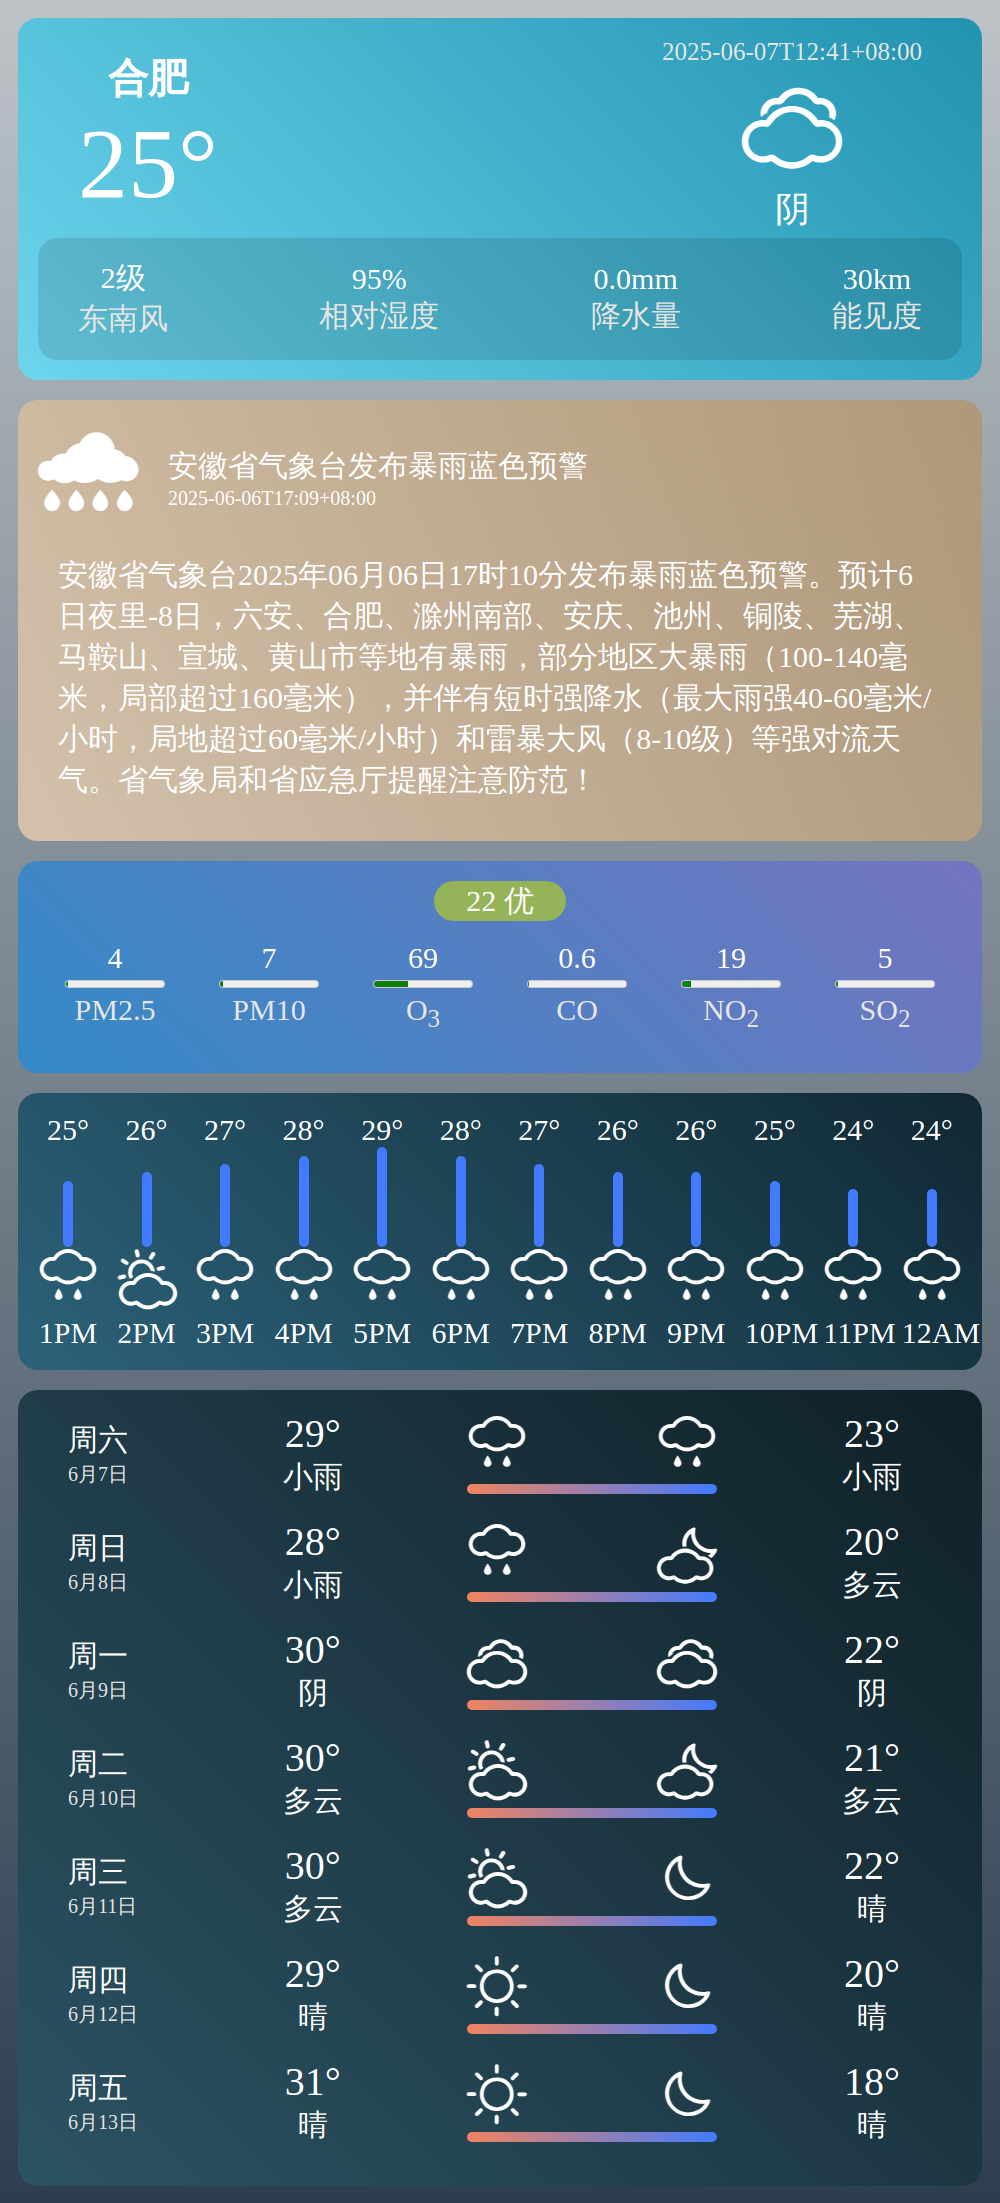 合肥
2025-06-07T12:41+08:00
25°
阴
2级 95% 0.0mm 30km
东南风 相对湿度 降水量 能见度
安徽省气象台发布暴雨蓝色预警
2025-06-06T17:09+08:00
安徽省气象台2025年06月06日17时10分发布暴雨蓝色预警。预计6
日夜里-8日，六安、合肥、滁州南部、安庆、池州、铜陵、芜湖、
马鞍山、宣城、黄山市等地有暴雨，部分地区大暴雨（100-140毫
米，局部超过160毫米），并伴有短时强降水（最大雨强40-60毫米/
小时，局地超过60毫米/小时）和雷暴大风（8-10级）等强对流天
气。省气象局和省应急厅提醒注意防范！
22 优
4 7 69 0.6 19 5
PM2.5 PM10 O3 CO NO2 SO2
25° 26° 27° 28° 29° 28° 27° 26° 26° 25° 24° 24°
1PM 2PM 3PM 4PM 5PM 6PM 7PM 8PM 9PM 10PM 11PM 12AM
周六 29° 23°
6月7日 小雨 小雨
周日 28° 20°
6月8日 小雨 多云
周一 30° 22°
6月9日 阴 阴
周二 30° 21°
6月10日 多云 多云
周三 30° 22°
6月11日 多云 晴
周四 29° 20°
6月12日 晴 晴
周五 31° 18°
6月13日 晴 晴